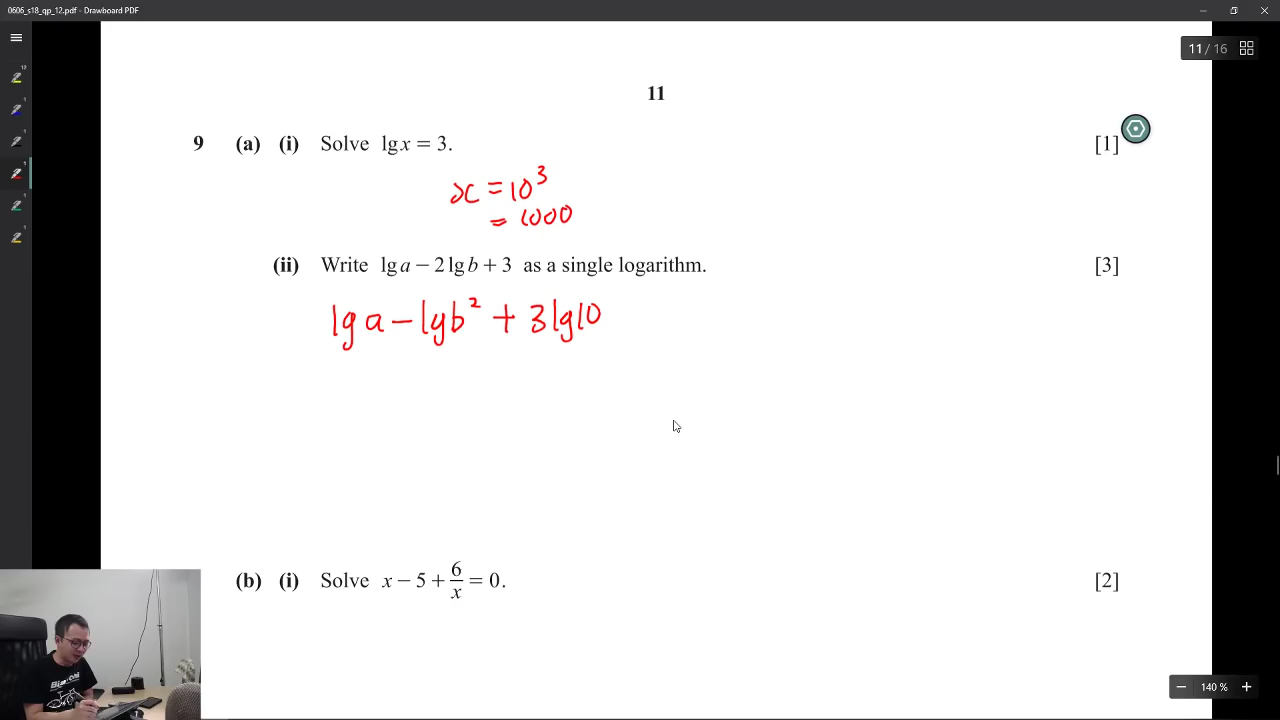 0606_s18_qp_12.pdf - Drawboard PDF
11 / 16
11
9 (a) (i) Solve lg x = 3. [1]
x = 10³
= 1000
(ii) Write lg a − 2 lg b + 3 as a single logarithm. [3]
lg a − lg b² + 3 lg 10
(b) (i) Solve x − 5 + 6/x = 0. [2]
140 %